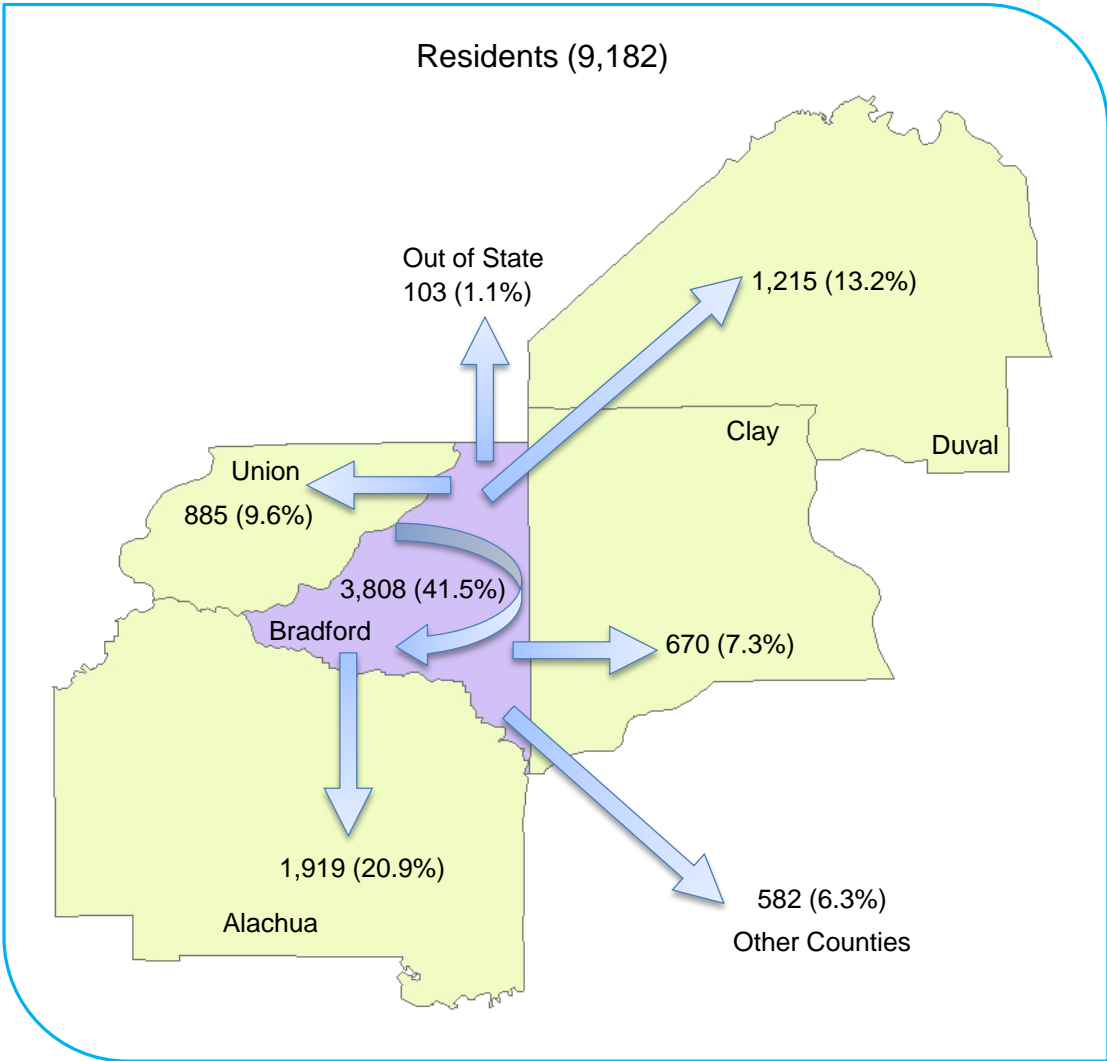 Residents (9,182)
Out of State
103 (1.1%)
1,215 (13.2%)
Clay
Duval
Union
885 (9.6%)
3,808 (41.5%)
Bradford
670 (7.3%)
1,919 (20.9%)
Alachua
582 (6.3%)
Other Counties